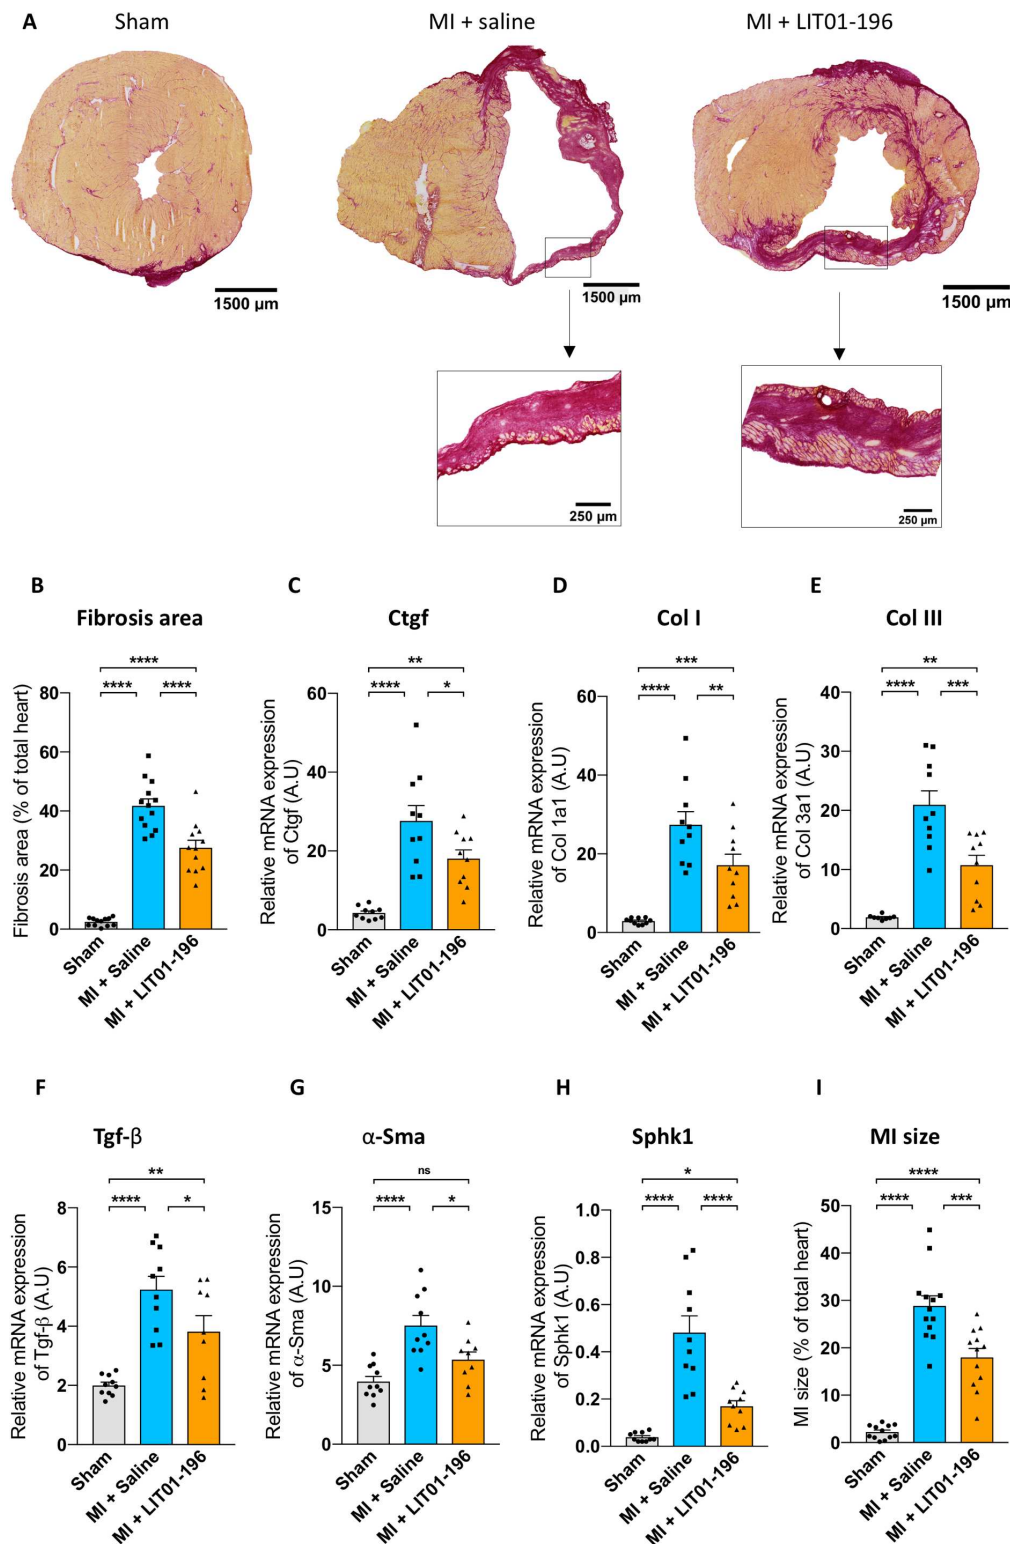 A
Sham
MI + saline
MI + LIT01-196
1500 µm
1500 µm
1500 µm
250 µm
250 µm
B
Fibrosis area
Fibrosis area (% of total heart)
80
60
40
20
0
****
****
****
Sham
MI + Saline
MI + LIT01-196
C
Ctgf
Relative mRNA expression
of Ctgf (A.U)
60
40
20
0
**
****
*
Sham
MI + Saline
MI + LIT01-196
D
Col I
Relative mRNA expression
of Col 1a1 (A.U)
60
40
20
0
***
****
**
Sham
MI + Saline
MI + LIT01-196
E
Col III
Relative mRNA expression
of Col 3a1 (A.U)
40
30
20
10
0
**
****
***
Sham
MI + Saline
MI + LIT01-196
F
Tgf-β
Relative mRNA expression
of Tgf-β (A.U)
8
6
4
2
0
**
****
*
Sham
MI + Saline
MI + LIT01-196
G
α-Sma
Relative mRNA expression
of α-Sma (A.U)
15
10
5
0
ns
****
*
Sham
MI + Saline
MI + LIT01-196
H
Sphk1
Relative mRNA expression
of Sphk1 (A.U)
1.0
0.8
0.6
0.4
0.2
0.0
*
****
****
Sham
MI + Saline
MI + LIT01-196
I
MI size
MI size (% of total heart)
50
40
30
20
10
0
****
****
***
Sham
MI + Saline
MI + LIT01-196